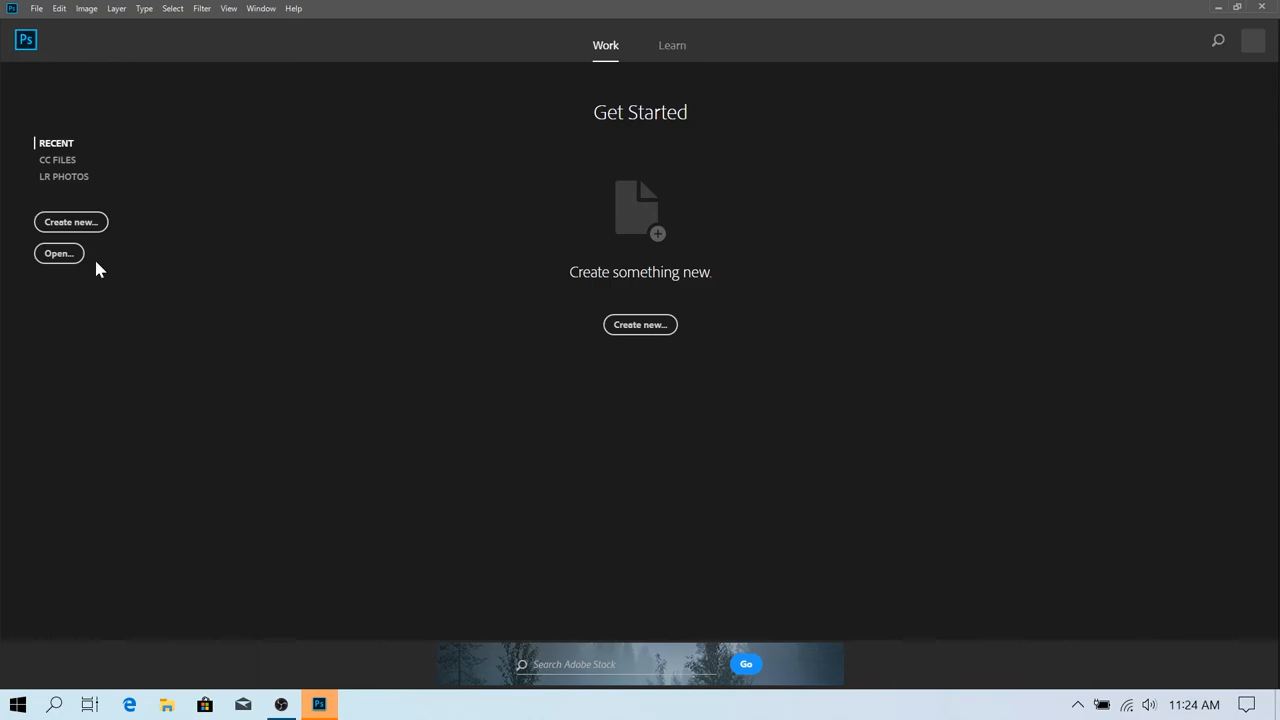 Ps File Edit Image Layer Type Select Filter View Window Help
Ps Work Learn
Get Started
RECENT
CC FILES
LR PHOTOS
Create new...
Open...
Create something new.
Create new...
Search Adobe Stock Go
Ps 11:24 AM